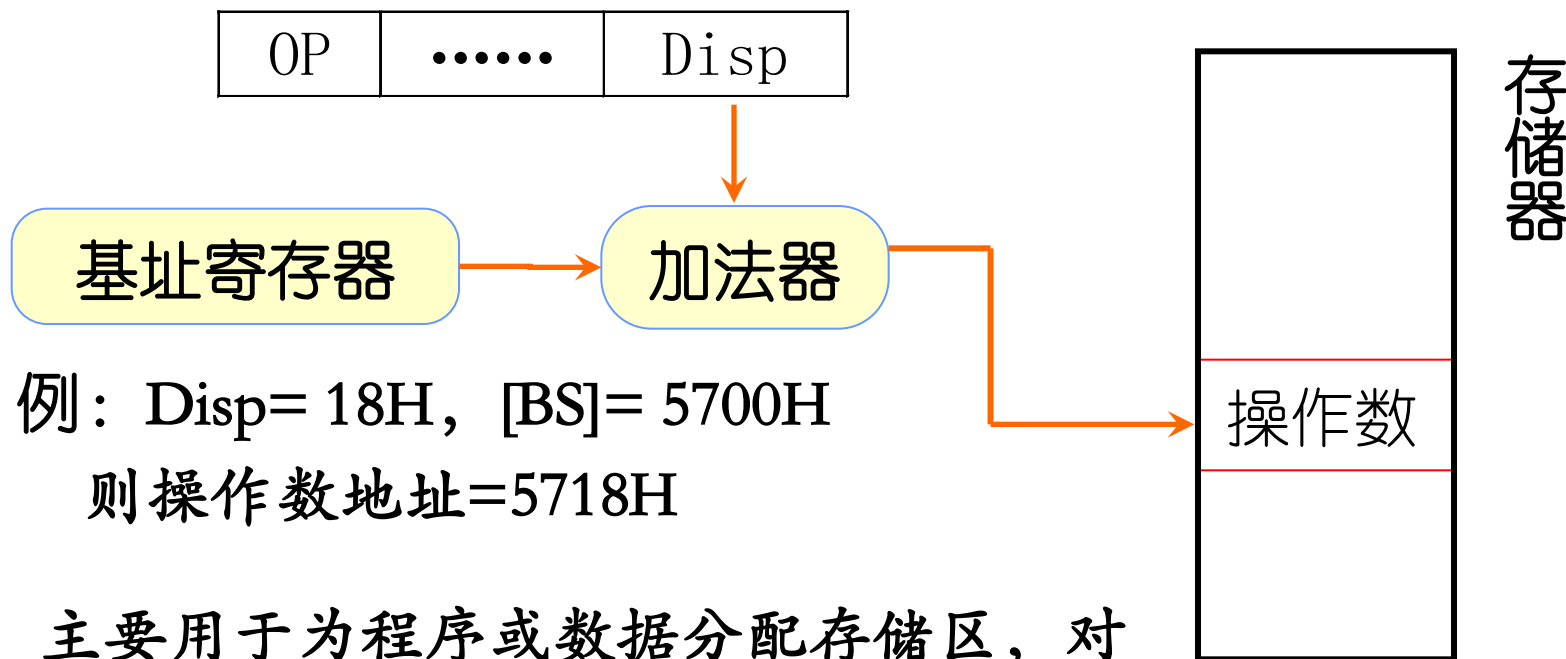 OP ······ Disp
存储器
基址寄存器
加法器
例：Disp= 18H，[BS]= 5700H
操作数
则操作数地址=5718H
主要用于为程序或数据分配存储区，对